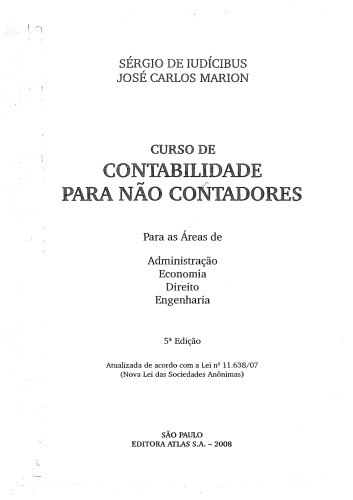 SÉRGIO DE IUDÍCIBUS
JOSÉ CARLOS MARION
CURSO DE
CONTABILIDADE
PARA NÃO CONTADORES
Para as Áreas de
Administração
Economia
Direito
Engenharia
5ª Edição
Atualizada de acordo com a Lei nº 11.638/07
(Nova Lei das Sociedades Anônimas)
SÃO PAULO
EDITORA ATLAS S.A. – 2008